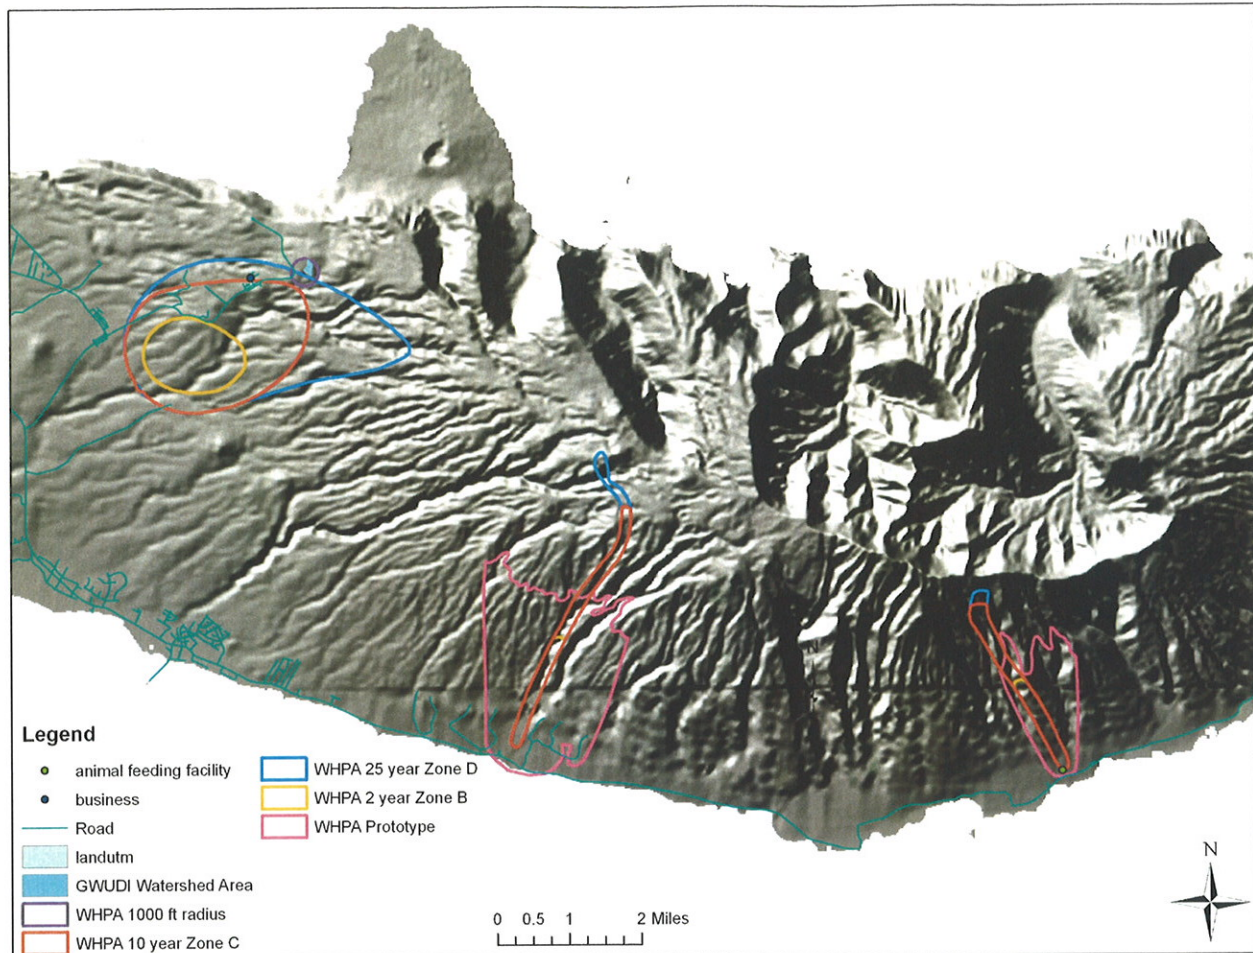 Legend
animal feeding facility
business
Road
landutm
GWUDI Watershed Area
WHPA 1000 ft radius
WHPA 10 year Zone C
WHPA 25 year Zone D
WHPA 2 year Zone B
WHPA Prototype
0 0.5 1 2 Miles
N